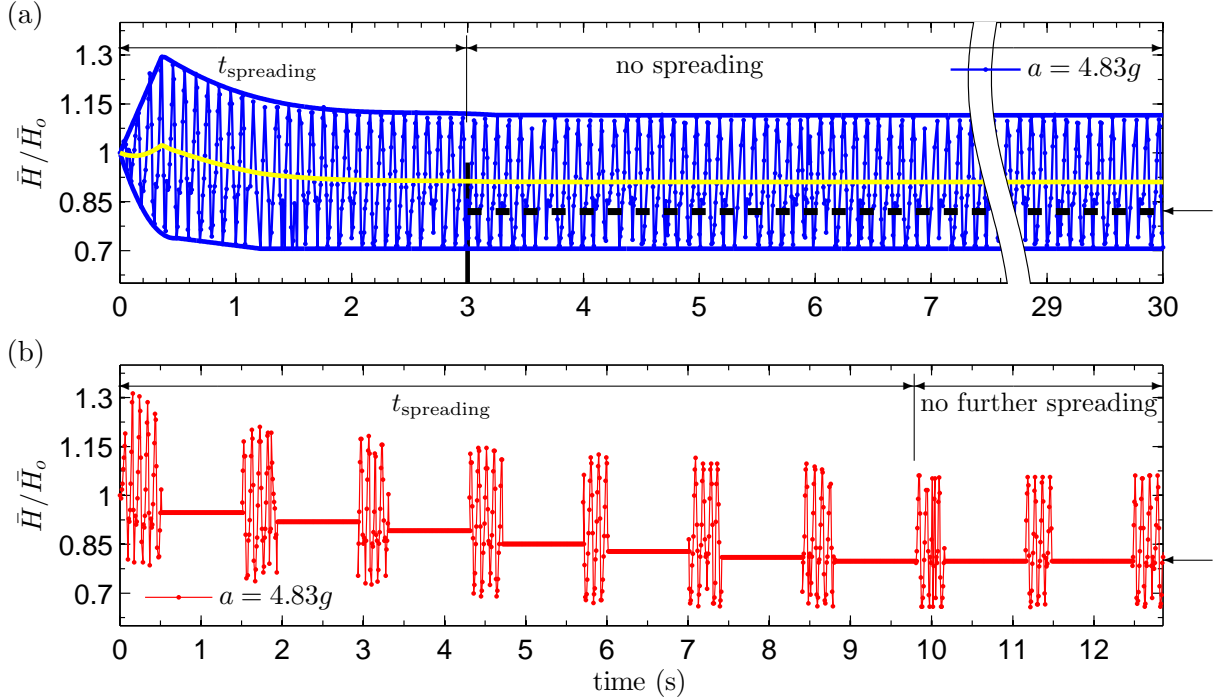 (a)
1.3
1.15
1
0.85
0.7
H̄/H̄ₒ
t_spreading
no spreading
a = 4.83g
0 1 2 3 4 5 6 7 29 30
(b)
1.3
1.15
1
0.85
0.7
H̄/H̄ₒ
t_spreading
no further spreading
a = 4.83g
0 1 2 3 4 5 6 7 8 9 10 11 12
time (s)